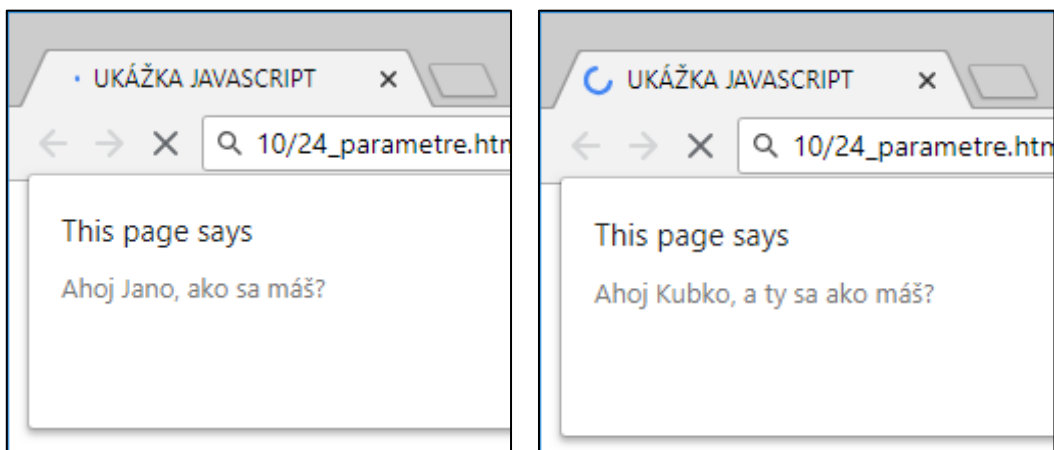 UKÁŽKA JAVASCRIPT
10/24_parametre.htm
This page says
Ahoj Jano, ako sa máš?
UKÁŽKA JAVASCRIPT
10/24_parametre.htm
This page says
Ahoj Kubko, a ty sa ako máš?